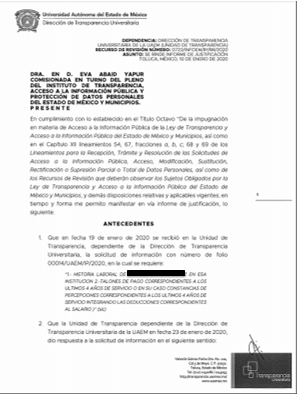 Universidad Autónoma del Estado de México
Dirección de Transparencia Universitaria
DEPENDENCIA: DIRECCIÓN DE TRANSPARENCIA
UNIVERSITARIA DE LA UAEM (UNIDAD DE TRANSPARENCIA)
RECURSO DE REVISIÓN NÚMERO:
ASUNTO: SE RINDE INFORME DE JUSTIFICACIÓN
TOLUCA, MÉXICO, DE ENERO DE 2020
DRA. EN D. EVA ABAID YAPUR
COMISIONADA EN TURNO DEL PLENO
DEL INSTITUTO DE TRANSPARENCIA,
ACCESO A LA INFORMACIÓN PÚBLICA Y
PROTECCIÓN DE DATOS PERSONALES
DEL ESTADO DE MÉXICO Y MUNICIPIOS.
P R E S E N T E
En cumplimiento con lo establecido en el Título Octavo "De la impugnación
en materia de Acceso a la Información Pública de la Ley de Transparencia y
Acceso a la Información Pública del Estado de México y Municipios, así como
en el Capítulo XII lineamientos 54, 67, fracciones a, b, c; 68 y 69 de los
Lineamientos para la Recepción, Trámite y Resolución de las Solicitudes de
Acceso a la Información Pública, Acceso, Modificación, Sustitución,
Rectificación o Supresión Parcial o Total de Datos Personales, así como de
los Recursos de Revisión que deberán observar los Sujetos Obligados por la
Ley de Transparencia y Acceso a la Información Pública del Estado de México
y Municipios, y demás disposiciones relativas y aplicables vigentes; en
tiempo y forma me permito manifestar en vía de informe de justificación, lo
siguiente:
ANTECEDENTES
1. Que en fecha 19 de enero de 2020 se recibió en la Unidad de
Transparencia, dependiente de la Dirección de Transparencia
Universitaria, la solicitud de información con número de folio
00014/UAEM/IP/2020, en la cual se requiere:
"1.- HISTORIA LABORAL DE EN ESA
INSTITUCION 2.-TALONES DE PAGO CORRESPONDIENTES A LOS
ULTIMOS 4 AÑOS DE SERVICIO O EN SU CASO CONSTANCIAS DE
PERCEPCIONES CORRESPONDIENTES A LOS ULTIMOS 4 AÑOS DE
SERVICIO INTEGRANDO LAS DEDUCCIONES CORRESPONDIENTES
AL SALARIO.)" (sic)
2. Que la Unidad de Transparencia dependiente de la Dirección de
Transparencia Universitaria de la UAEM en fecha 23 de enero de 2020,
dio respuesta a la solicitud de información en el siguiente sentido:
Transparencia
Universitaria